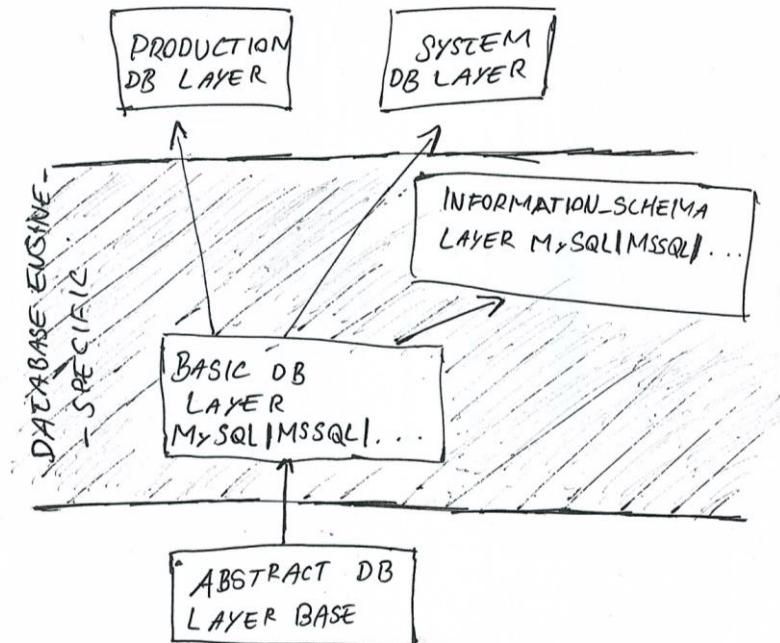 PRODUCTION
DB LAYER
SYSTEM
DB LAYER
INFORMATION_SCHEMA
LAYER MySQL|MSSQL|...
DATABASE ENGINE-
-SPECIFIC
BASIC DB
LAYER
MySQL|MSSQL|...
ABSTRACT DB
LAYER BASE